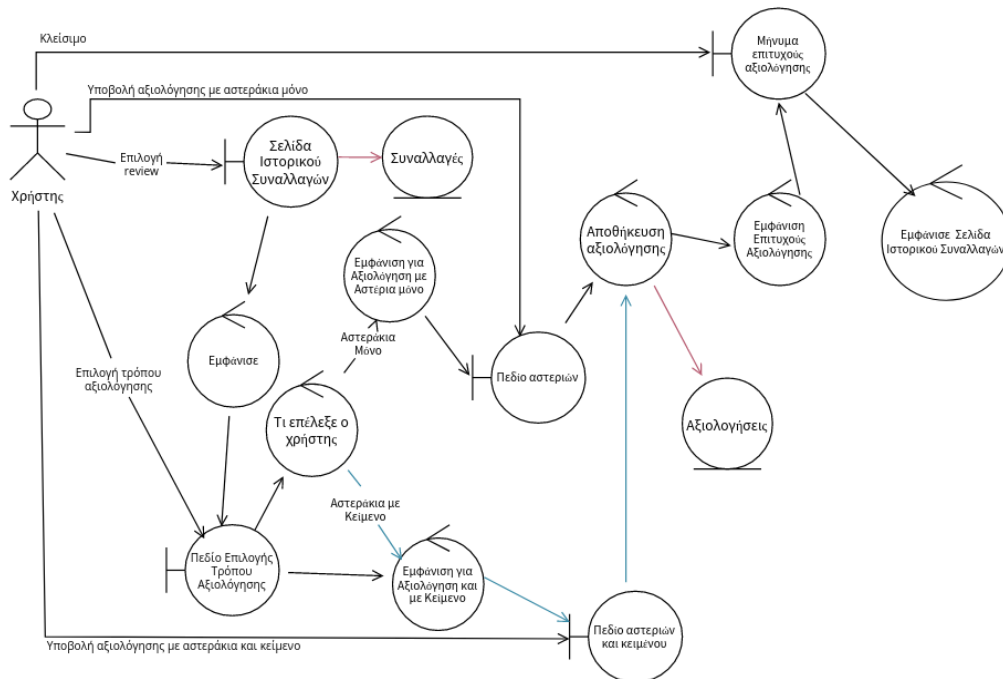 Κλείσιμο
Μήνυμα
επιτυχούς
αξιολόγησης
Υποβολή αξιολόγησης με αστεράκια μόνο
Επιλογή
review
Σελίδα
Ιστορικού
Συναλλαγών
Συναλλαγές
Χρήστης
Αποθήκευση
αξιολόγησης
Εμφάνιση
Επιτυχούς
Αξιολόγησης
Εμφάνισε Σελίδα
Ιστορικού Συναλλαγών
Εμφάνιση για
Αξιολόγηση με
Αστέρια μόνο
Αστεράκια
Μόνο
Εμφάνισε
Επιλογή τρόπου
αξιολόγησης
Πεδίο αστεριών
Τι επέλεξε ο
χρήστης
Αξιολογήσεις
Αστεράκια με
Κείμενο
Πεδίο Επιλογής
Τρόπου
Αξιολόγησης
Εμφάνιση για
Αξιολόγηση και
με Κείμενο
Πεδίο αστεριών
και κειμένου
Υποβολή αξιολόγησης με αστεράκια και κείμενο